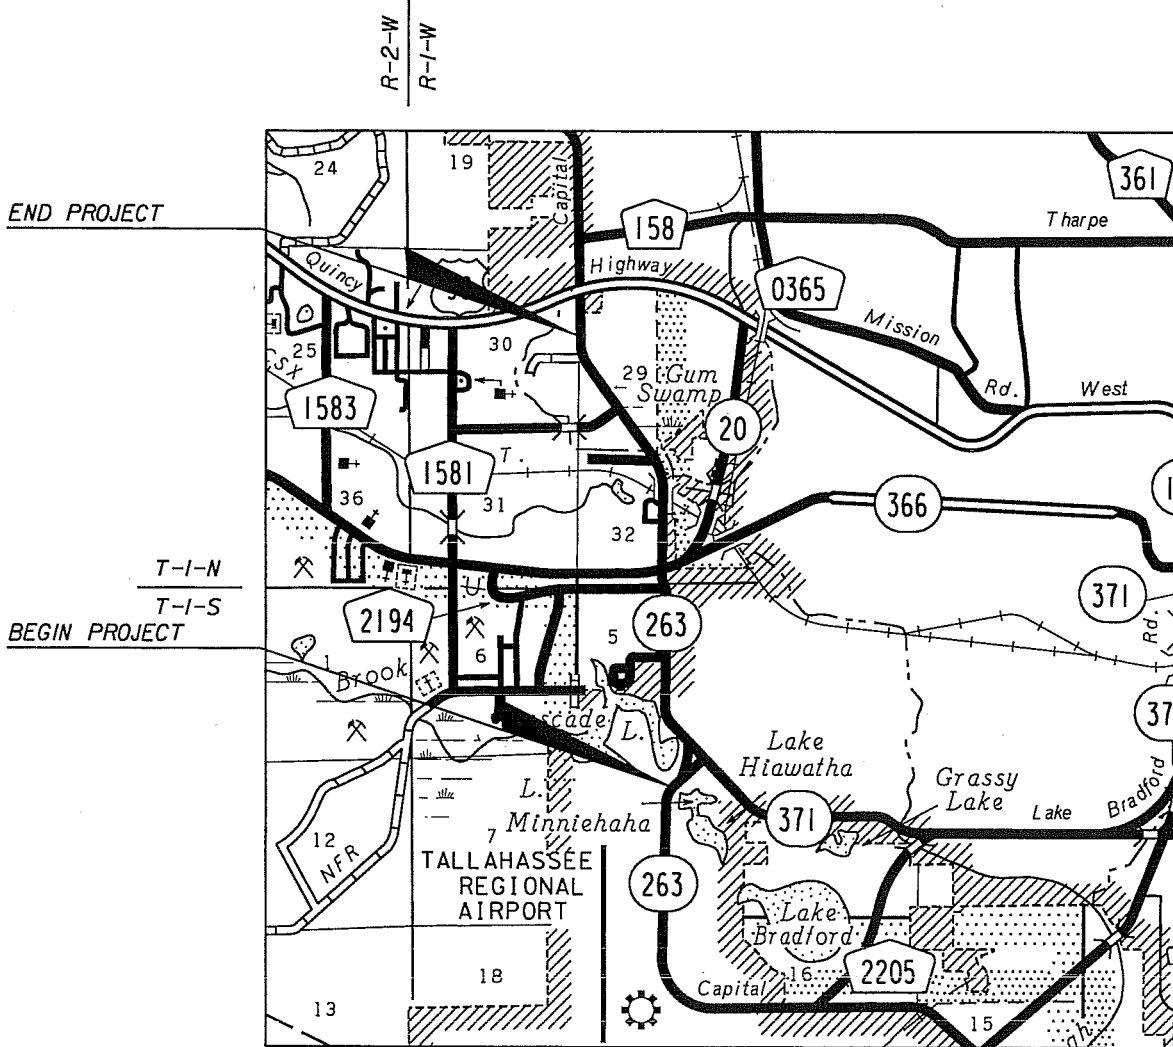 R-2-W
R-1-W
24
19
Capital
158
361
Tharpe
END PROJECT
Quincy
Highway
0365
Mission
25
CSX
30
29
Gum
Swamp
Rd.
West
1583
20
1581
T.
36
31
32
366
T-1-N
T-1-S
U
371
2194
263
Rd.
BEGIN PROJECT
1
Brook
6
5
L.
Lake
Hiawatha
Grassy
Lake
Bradford
Lake
L.
Minniehaha
371
12
NFR
7
TALLAHASSEE
REGIONAL
AIRPORT
263
Lake
Bradford
16
2205
18
Capital
13
15